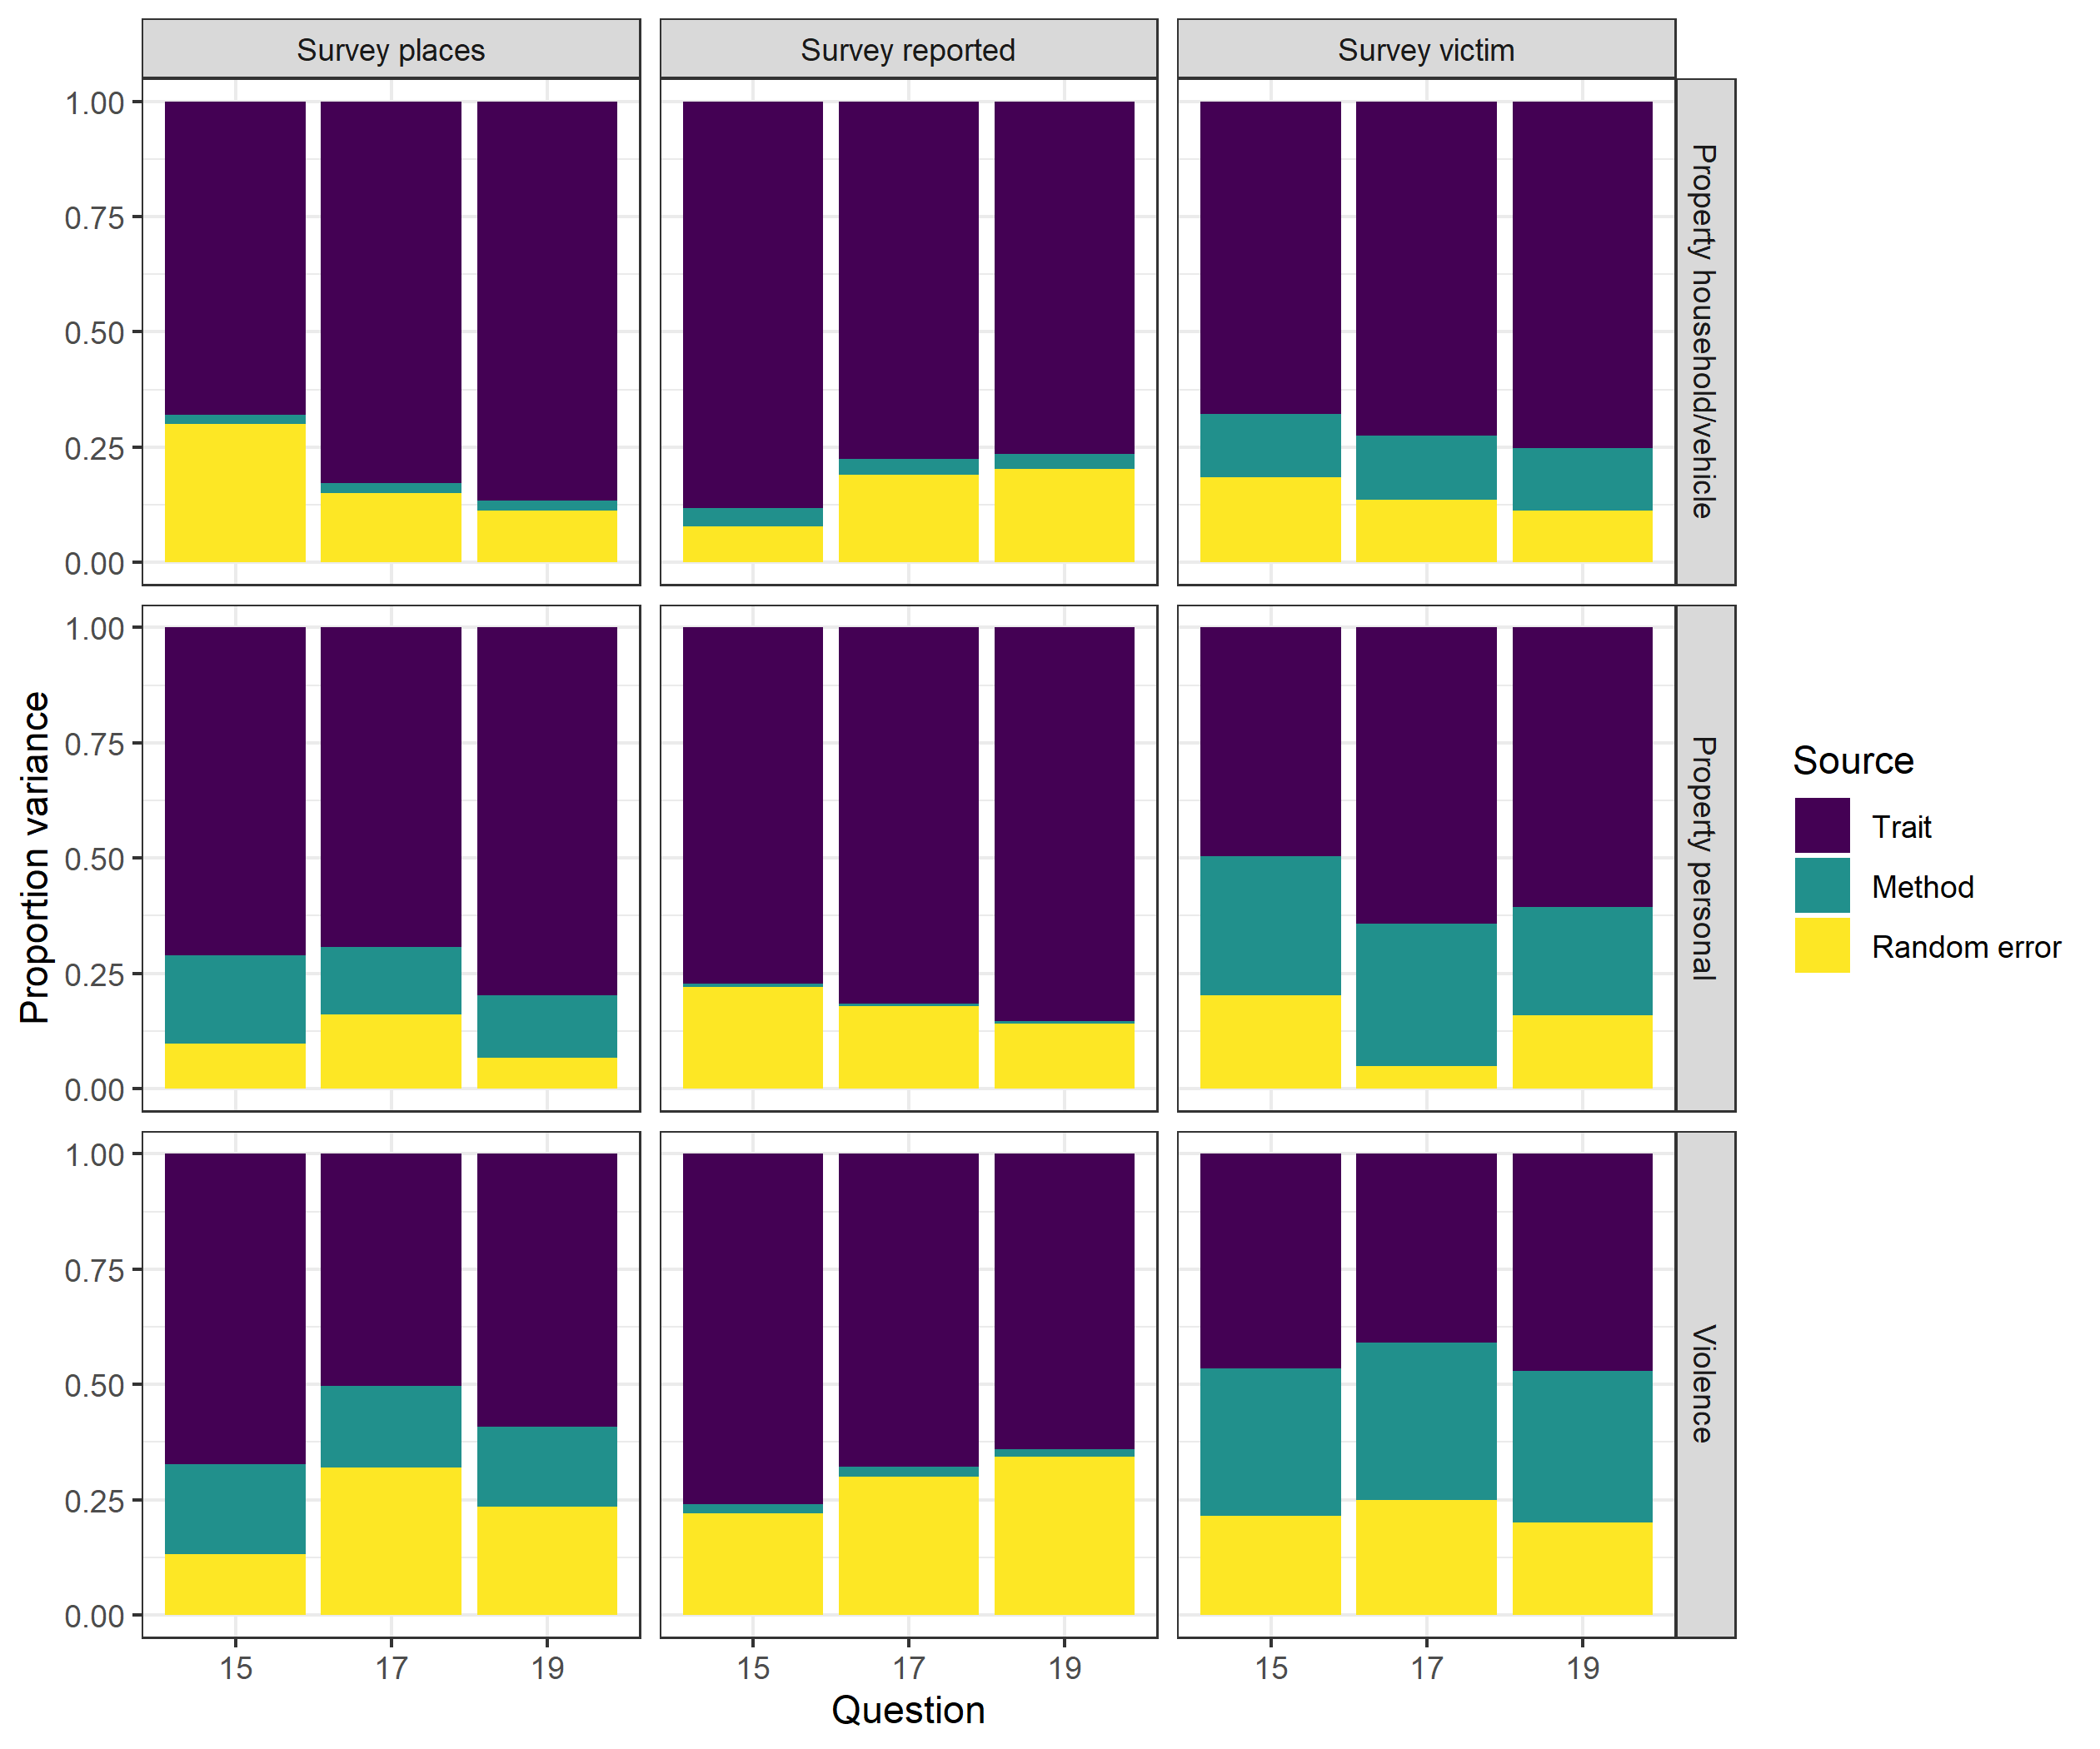 Survey places
Survey reported
Survey victim
1.00
0.75
0.50
0.25
0.00
Property household/vehicle
1.00
0.75
0.50
0.25
0.00
Property personal
1.00
0.75
0.50
0.25
0.00
Violence
15
17
19
15
17
19
15
17
19
Question
Proportion variance
Source
Trait
Method
Random error